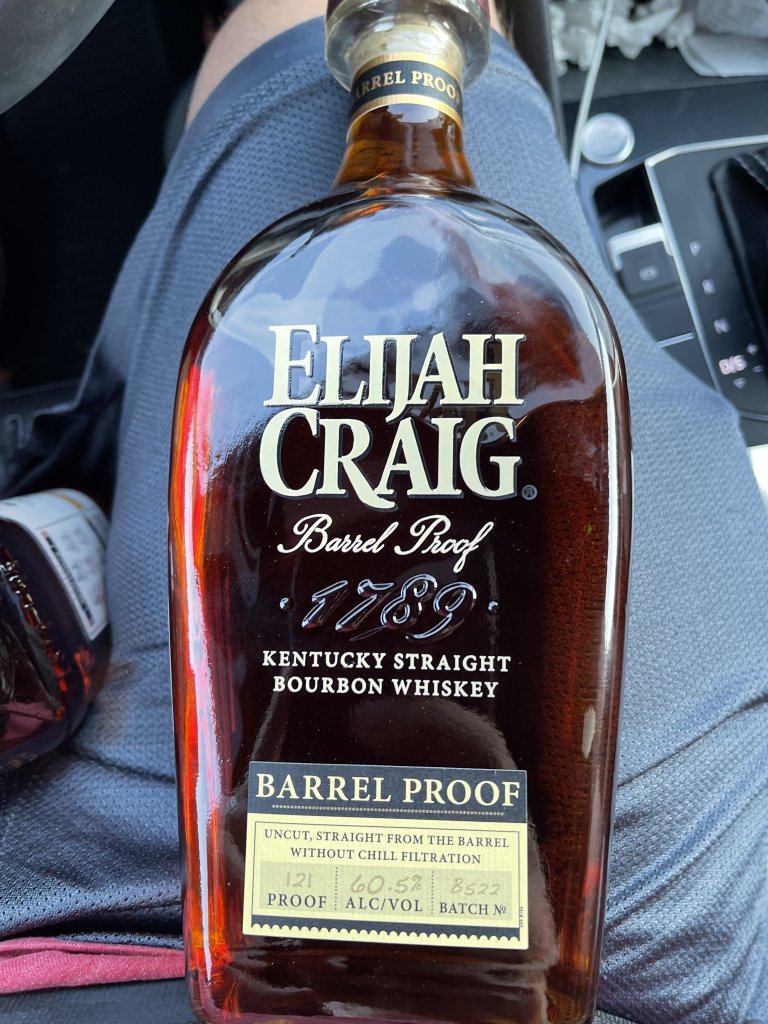 BARREL PROOF
ELIJAH
CRAIG®
Barrel Proof
· 1789 ·
KENTUCKY STRAIGHT
BOURBON WHISKEY
BARREL PROOF
UNCUT, STRAIGHT FROM THE BARREL
WITHOUT CHILL FILTRATION
121 60.5% B522
PROOF ALC/VOL BATCH №
P
R
N
D/S
+
-